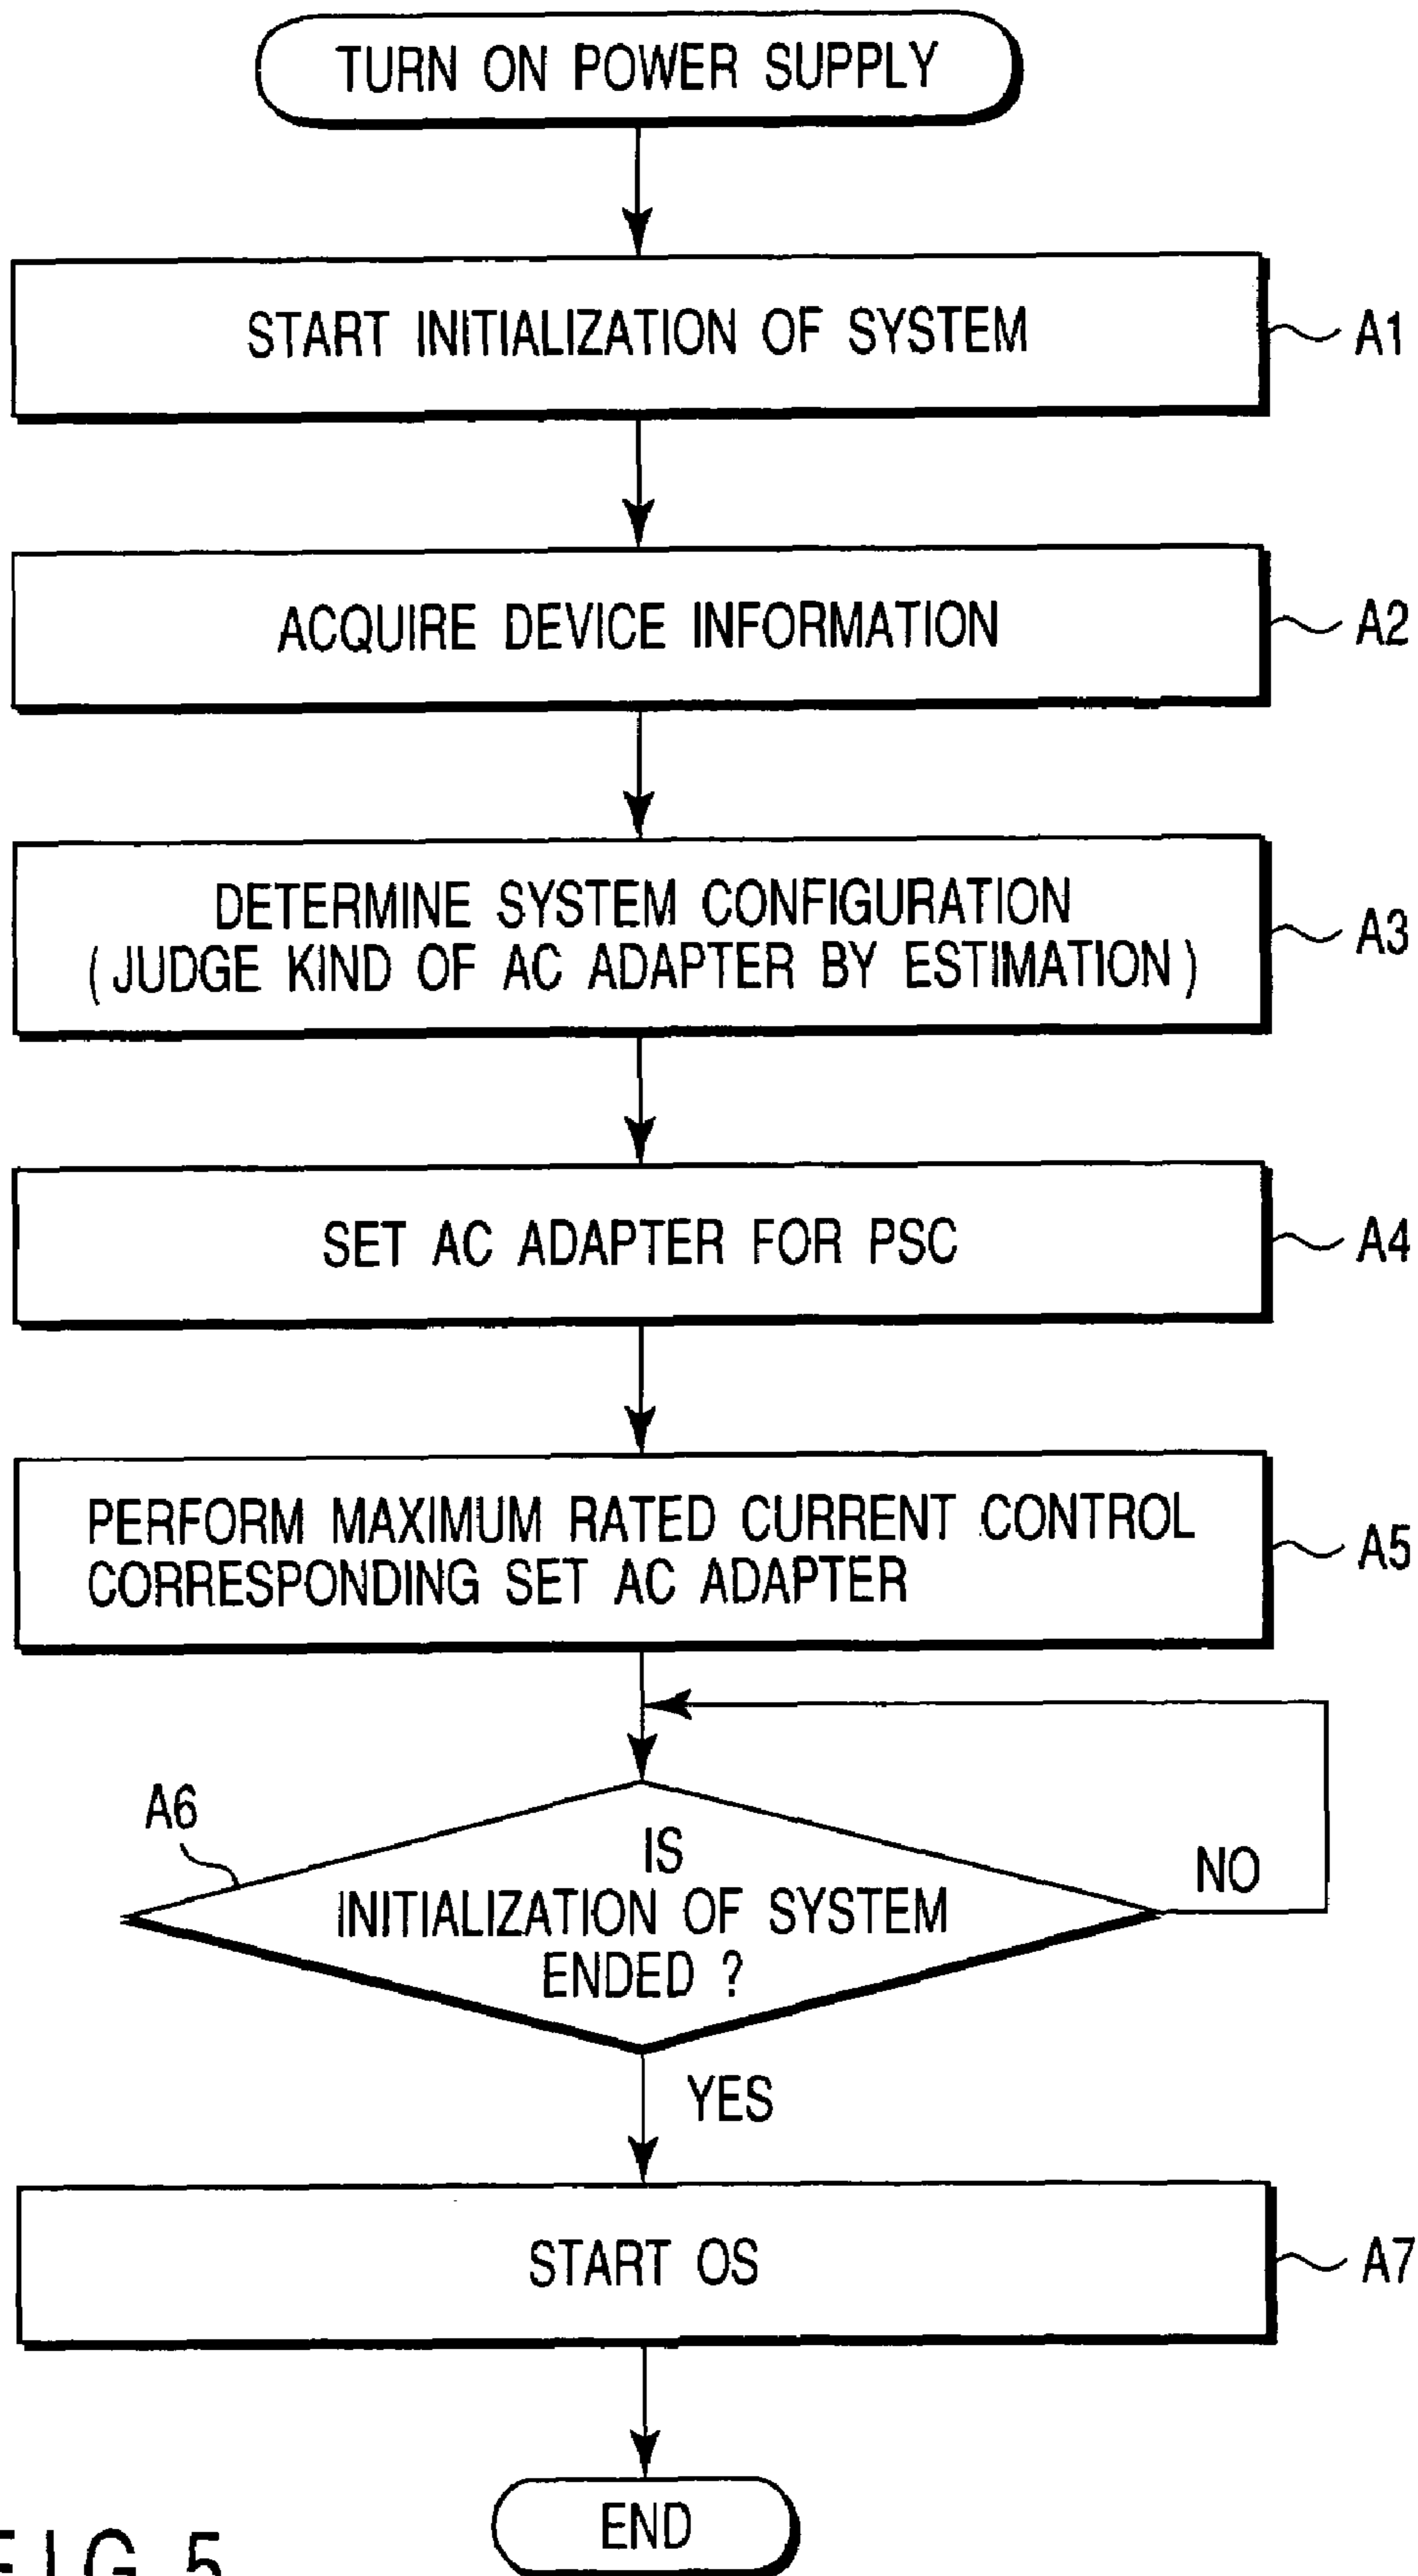 TURN ON POWER SUPPLY
START INITIALIZATION OF SYSTEM
A1
ACQUIRE DEVICE INFORMATION
A2
DETERMINE SYSTEM CONFIGURATION
(JUDGE KIND OF AC ADAPTER BY ESTIMATION)
A3
SET AC ADAPTER FOR PSC
A4
PERFORM MAXIMUM RATED CURRENT CONTROL
CORRESPONDING SET AC ADAPTER
A5
A6
IS
INITIALIZATION OF SYSTEM
ENDED ?
NO
YES
START OS
A7
END
FIG. 5